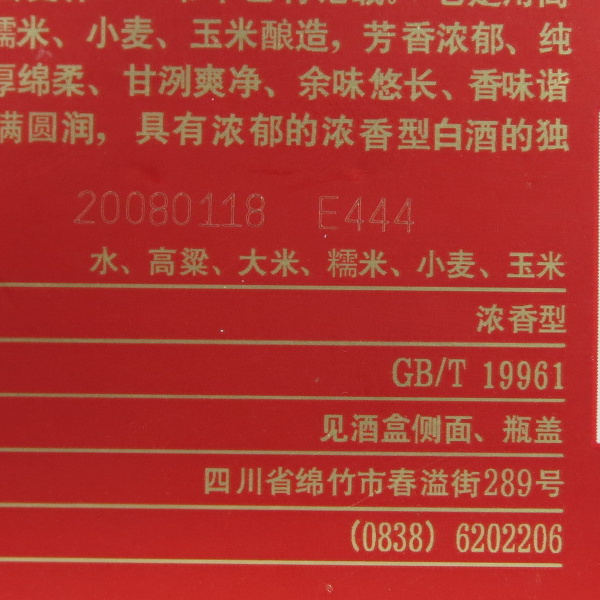 糯米、小麦、玉米酿造，芳香浓郁、纯
厚绵柔、甘洌爽净、余味悠长、香味谐
满圆润，具有浓郁的浓香型白酒的独
20080118 E444
水、高粱、大米、糯米、小麦、玉米
浓香型
GB/T 19961
见酒盒侧面、瓶盖
四川省绵竹市春溢街289号
(0838) 6202206